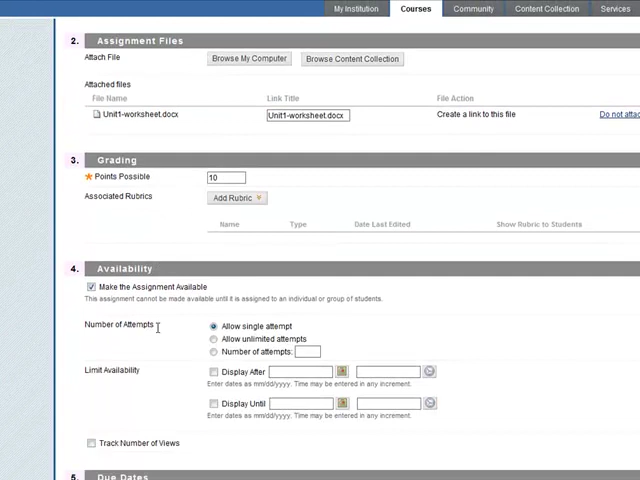 My Institution Courses Community Content Collection Services
2. Assignment Files
Attach File Browse My Computer Browse Content Collection
Attached files
File Name Link Title File Action
Unit1-worksheet.docx Unit1-worksheet.docx Create a link to this file Do not attac
3. Grading
Points Possible 10
Associated Rubrics Add Rubric
Name Type Date Last Edited Show Rubric to Students
4. Availability
Make the Assignment Available
This assignment cannot be made available until it is assigned to an individual or group of students.
Number of Attempts Allow single attempt
Allow unlimited attempts
Number of attempts:
Limit Availability Display After
Enter dates as mm/dd/yyyy. Time may be entered in any increment.
Display Until
Enter dates as mm/dd/yyyy. Time may be entered in any increment.
Track Number of Views
5. Due Dates